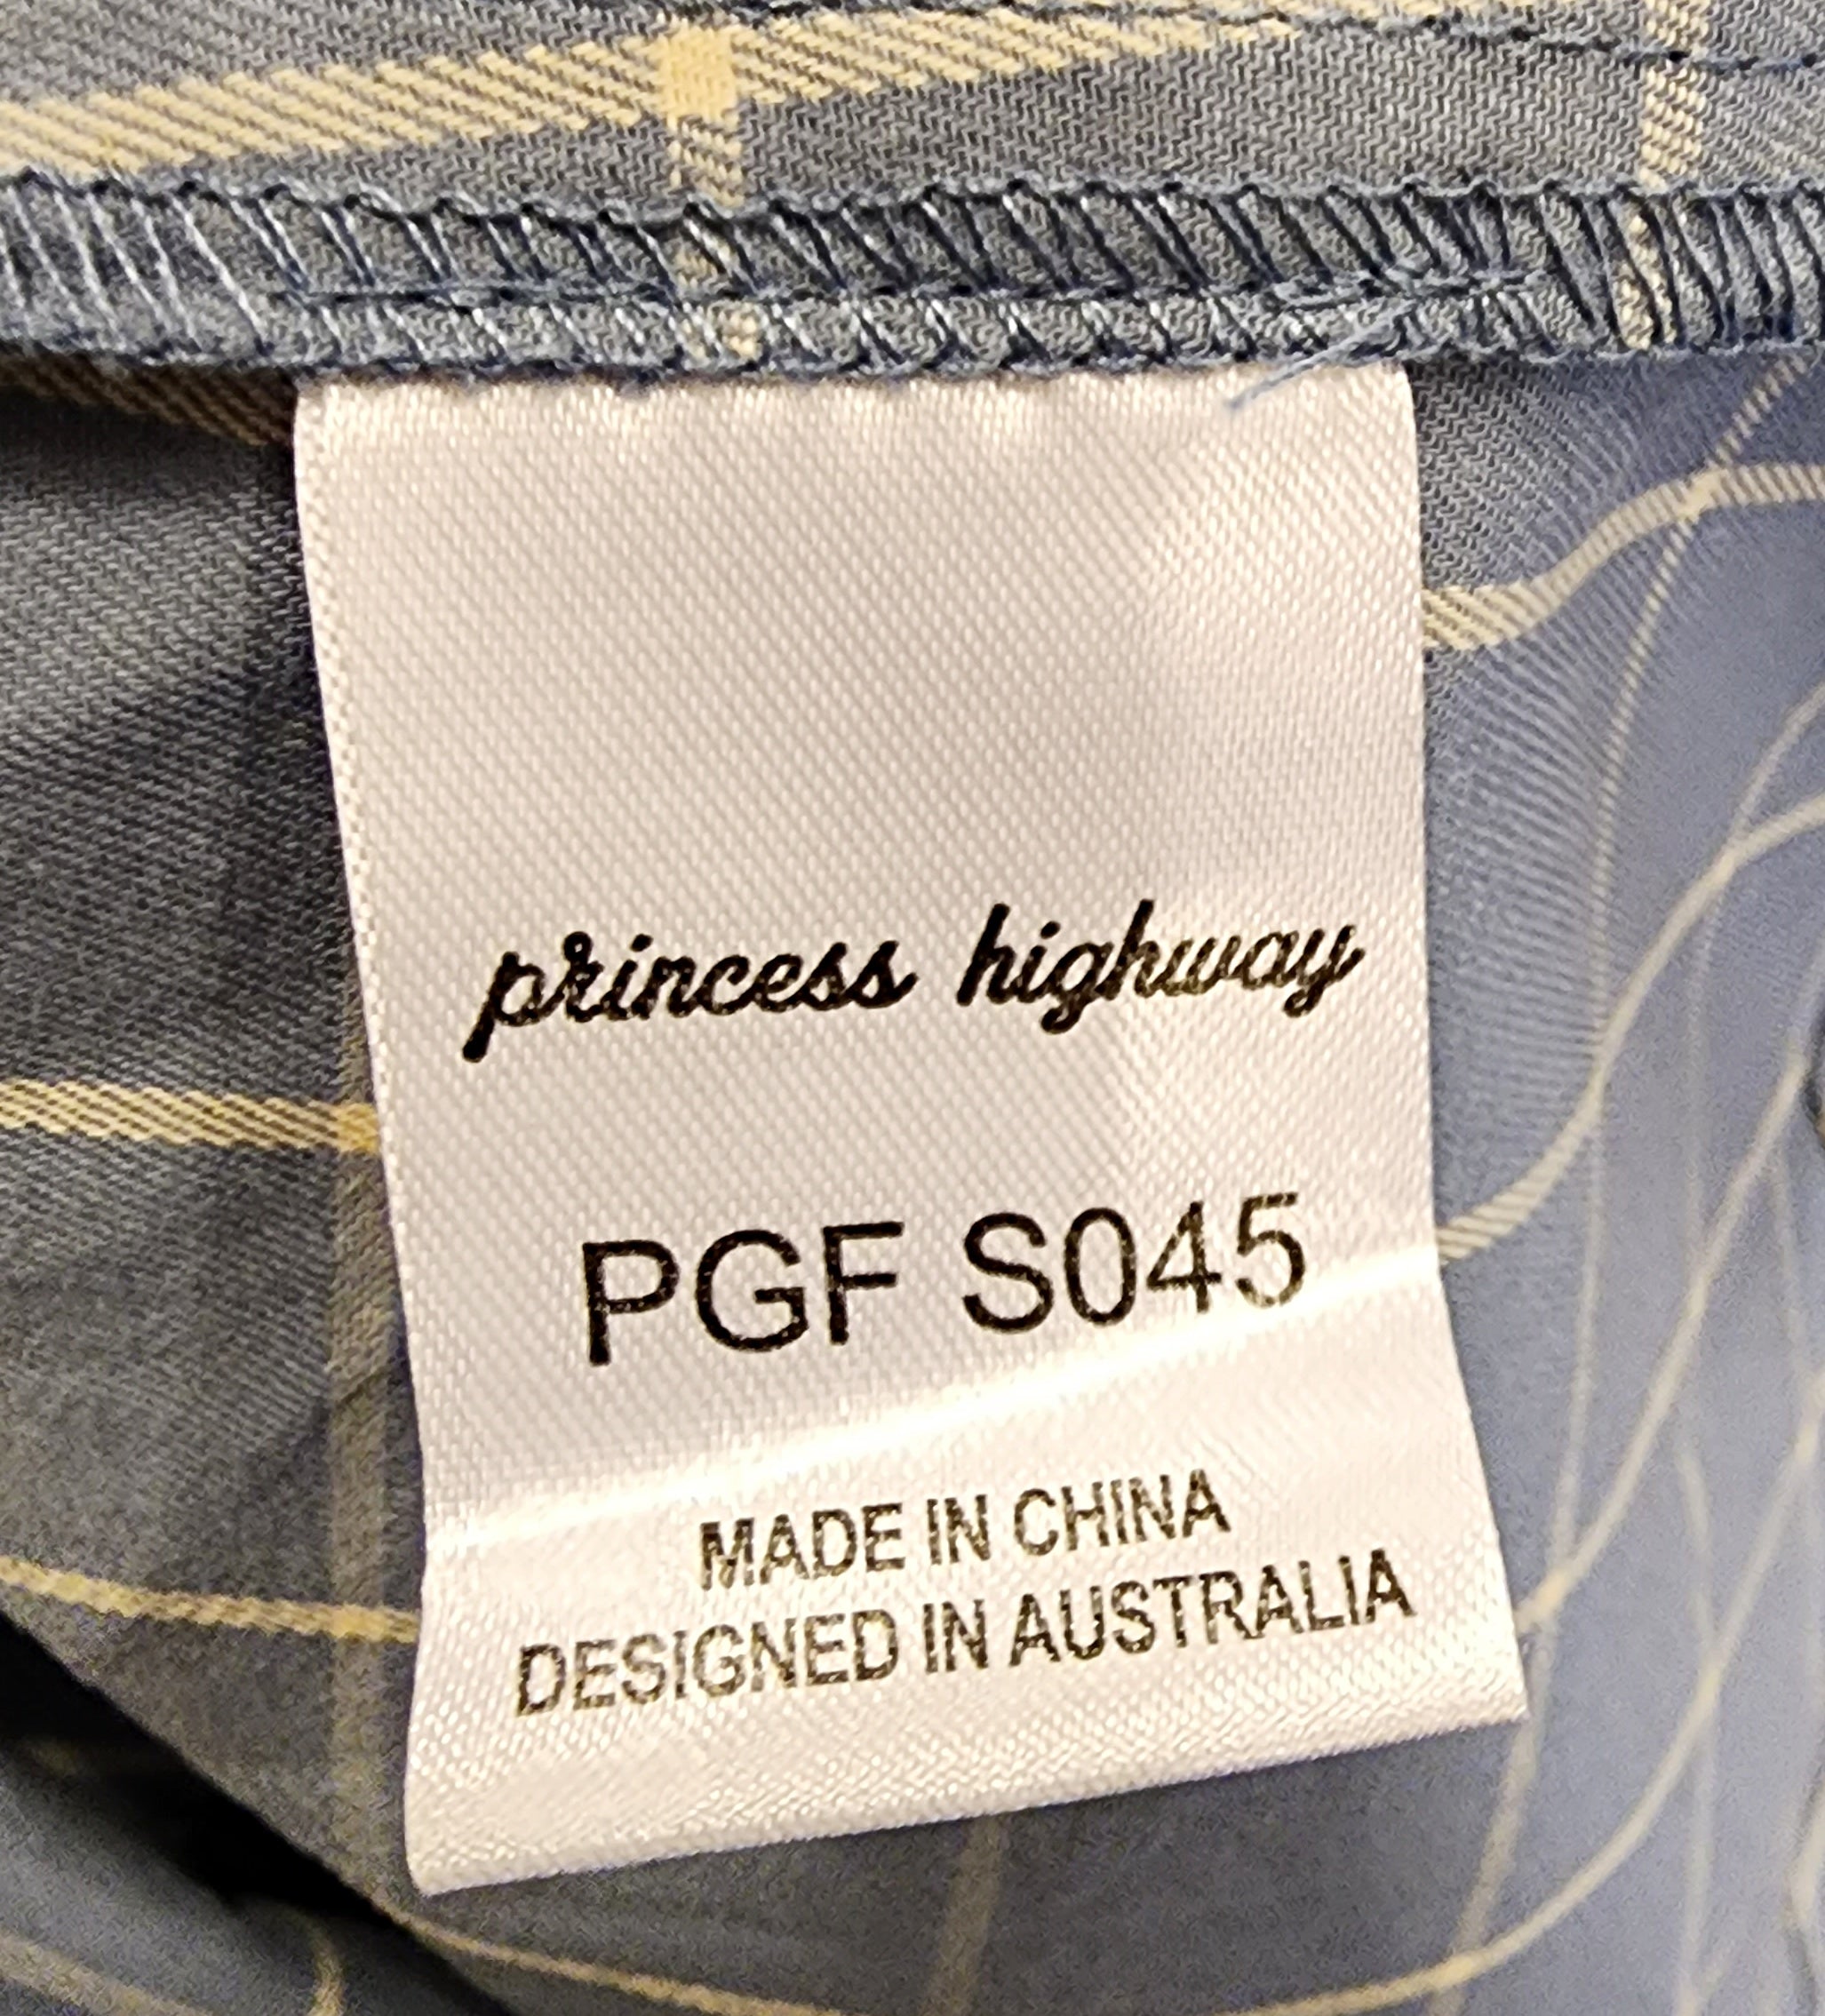 princess highway
PGF S045
MADE IN CHINA
DESIGNED IN AUSTRALIA